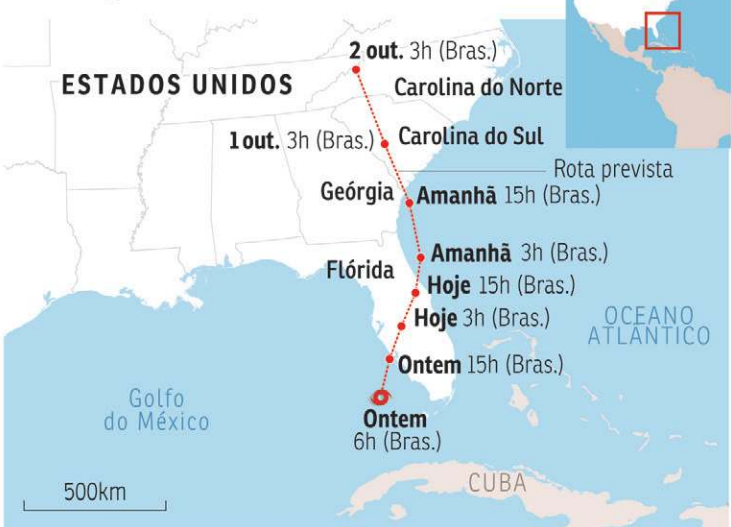 2 out. 3h (Bras.)
ESTADOS UNIDOS
Carolina do Norte
1 out. 3h (Bras.)
Carolina do Sul
Rota prevista
Geórgia
Amanhã 15h (Bras.)
Amanhã 3h (Bras.)
Flórida
Hoje 15h (Bras.)
Hoje 3h (Bras.)
OCEANO
ATLÂNTICO
Ontem 15h (Bras.)
Golfo
do México
Ontem
6h (Bras.)
CUBA
500km